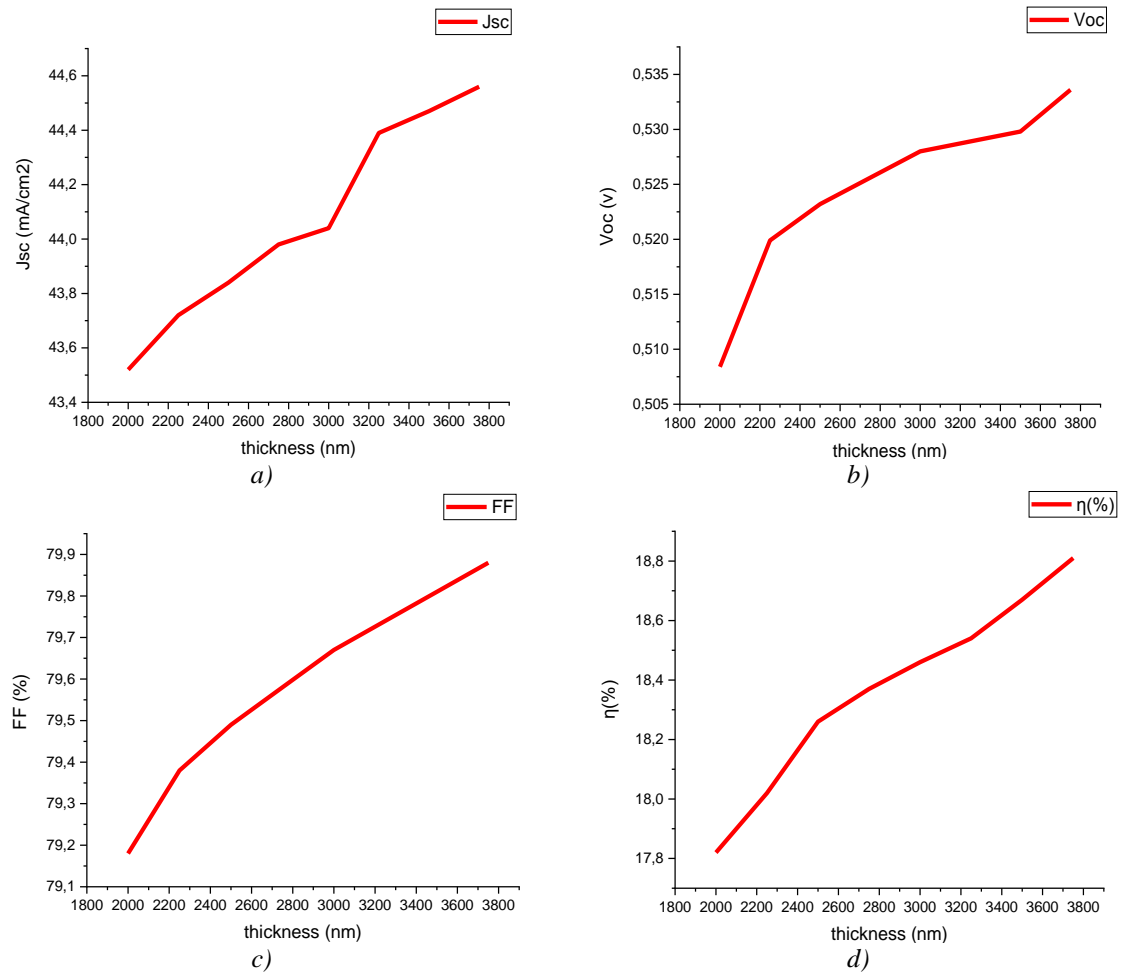 Jsc
44,6
44,4
44,2
44,0
43,8
43,6
43,4
Jsc (mA/cm2)
1800 2000 2200 2400 2600 2800 3000 3200 3400 3600 3800
thickness (nm)
a)
Voc
0,535
0,530
0,525
0,520
0,515
0,510
0,505
Voc (v)
1800 2000 2200 2400 2600 2800 3000 3200 3400 3600 3800
thickness (nm)
b)
FF
79,9
79,8
79,7
79,6
79,5
79,4
79,3
79,2
79,1
FF (%)
1800 2000 2200 2400 2600 2800 3000 3200 3400 3600 3800
thickness (nm)
c)
η(%)
18,8
18,6
18,4
18,2
18,0
17,8
η(%)
1800 2000 2200 2400 2600 2800 3000 3200 3400 3600 3800
thickness (nm)
d)